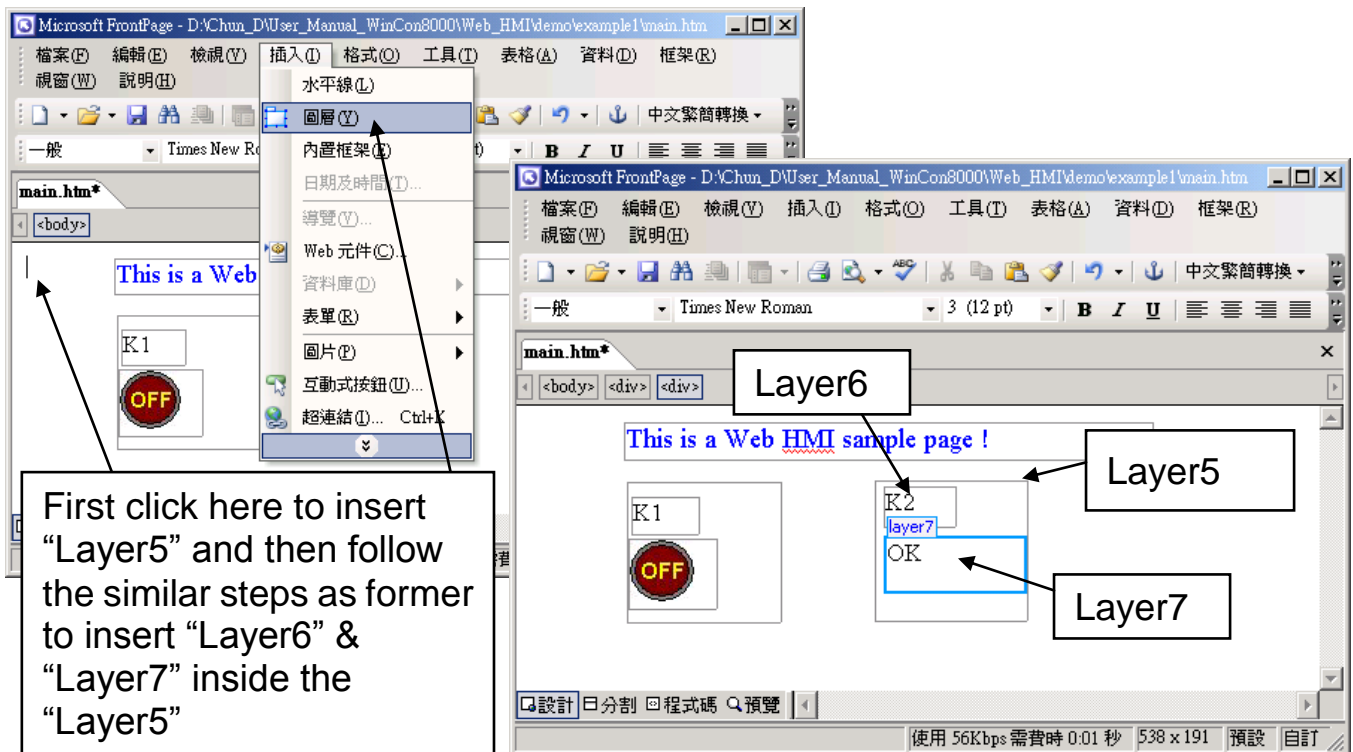 Microsoft FrontPage - D:\Chun_D\User_Manual_WinCon8000\Web_HMI\demo\example1\main.htm
檔案(F) 編輯(E) 檢視(V) 插入(I) 格式(O) 工具(T) 表格(A) 資料(D) 框架(R)
視窗(W) 說明(H)
中文繁簡轉換
一般 Times New Ro
B I U
main.htm*
<body>
水平線(L)
圖層(Y)
內置框架(E)
日期及時間(T)...
導覽(V)...
Web 元件(C)...
資料庫(D)
表單(R)
圖片(P)
互動式按鈕(U)...
超連結(I)... Ctrl+K
This is a Web
K1
OFF
First click here to insert
“Layer5” and then follow
the similar steps as former
to insert “Layer6” &
“Layer7” inside the
“Layer5”
Microsoft FrontPage - D:\Chun_D\User_Manual_WinCon8000\Web_HMI\demo\example1\main.htm
檔案(F) 編輯(E) 檢視(V) 插入(I) 格式(O) 工具(T) 表格(A) 資料(D) 框架(R)
視窗(W) 說明(H)
ABC 中文繁簡轉換
一般 Times New Roman 3 (12 pt) B I U
main.htm*
<body> <div> <div>
Layer6
This is a Web HMI sample page !
Layer5
K1
OFF
K2
layer7
OK
Layer7
設計 分割 程式碼 預覽
使用 56Kbps 需費時 0:01 秒 538 x 191 預設 自訂